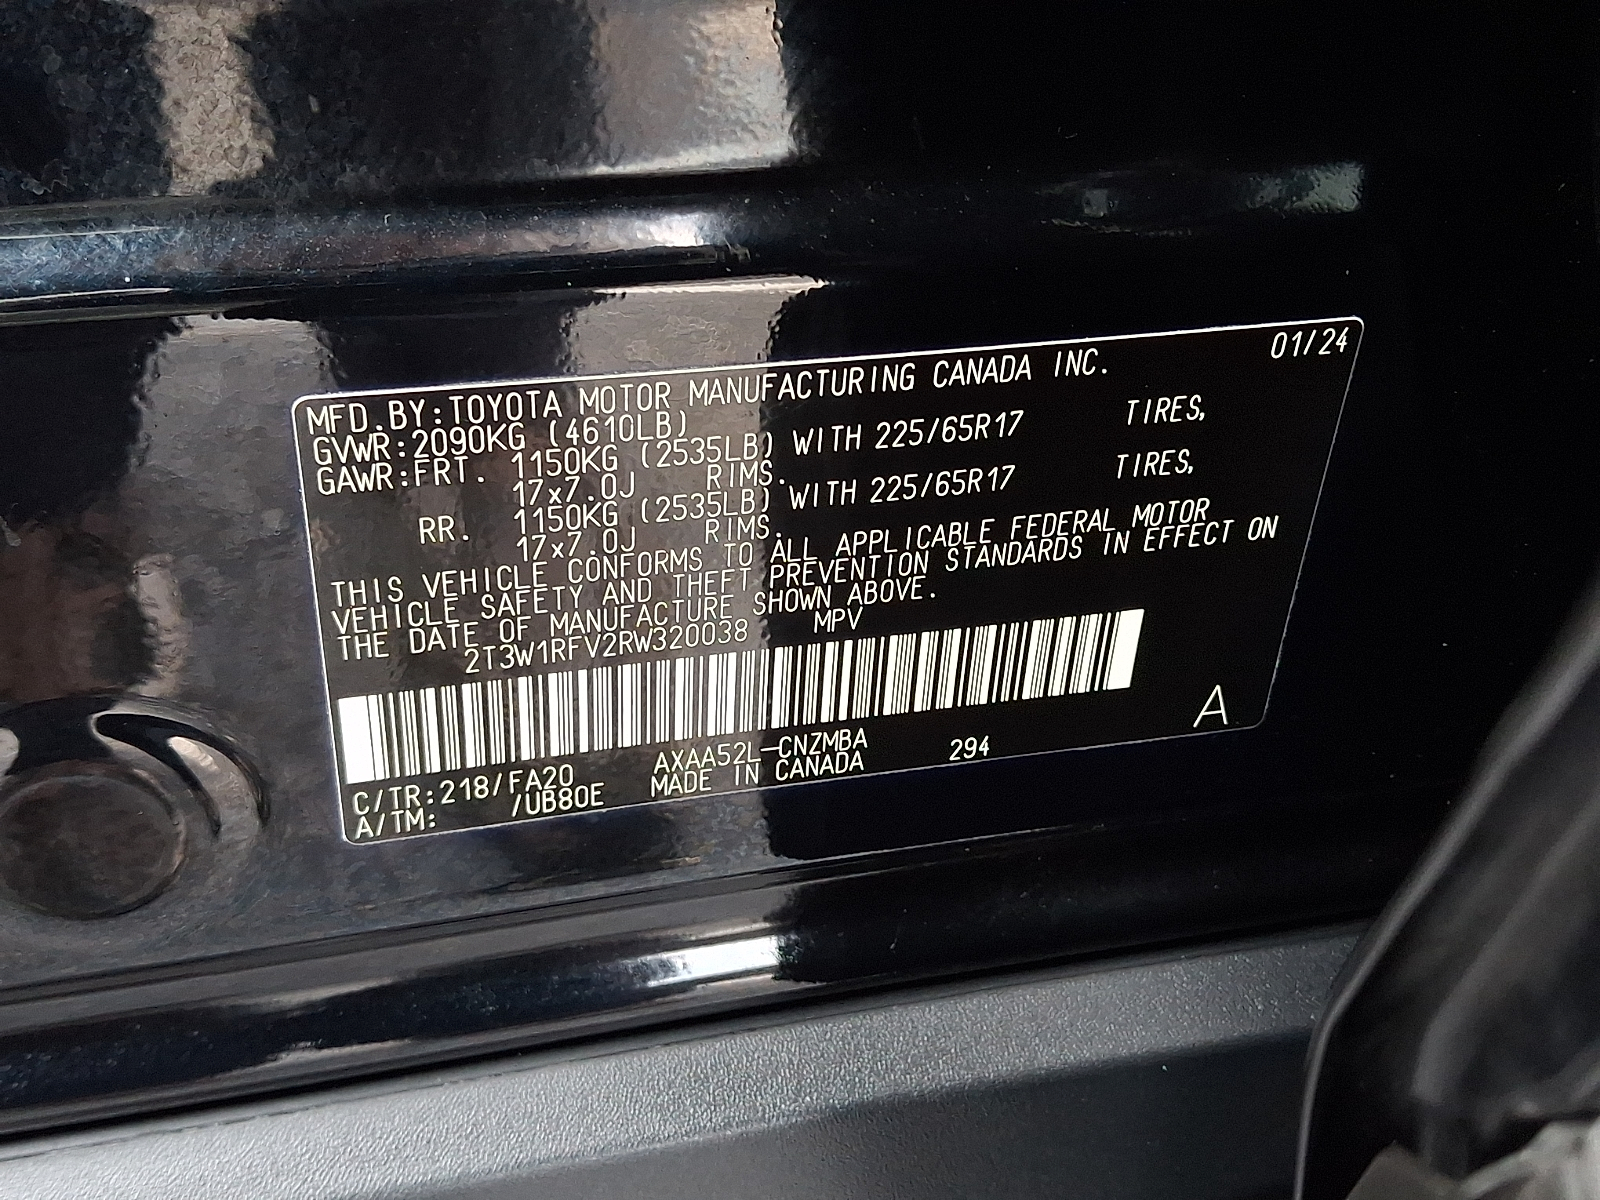 01/24
MFD.BY:TOYOTA MOTOR MANUFACTURING CANADA INC.
GVWR:2090KG (4610LB)
GAWR:FRT. 1150KG (2535LB) WITH 225/65R17 TIRES,
17x7.0J RIMS.
RR. 1150KG (2535LB) WITH 225/65R17 TIRES,
17x7.0J RIMS.
THIS VEHICLE CONFORMS TO ALL APPLICABLE FEDERAL MOTOR
VEHICLE SAFETY AND THEFT PREVENTION STANDARDS IN EFFECT ON
THE DATE OF MANUFACTURE SHOWN ABOVE.
2T3W1RFV2RW320038 MPV
A
C/TR:218/FA20 AXAA52L-CNZMBA 294
A/TM: /UB80E MADE IN CANADA